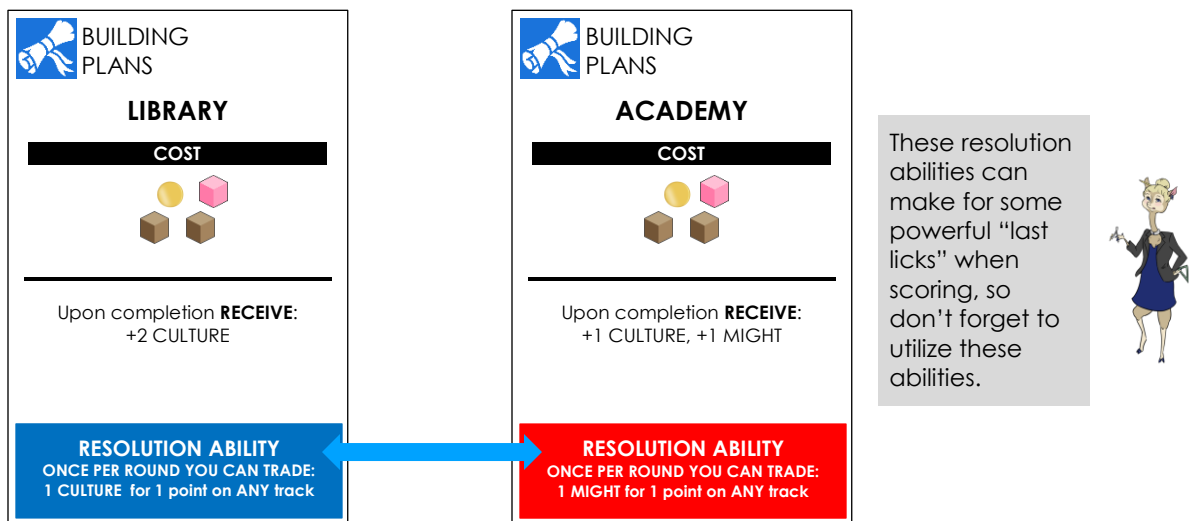 BUILDING
PLANS
LIBRARY
COST
Upon completion RECEIVE:
+2 CULTURE
RESOLUTION ABILITY
ONCE PER ROUND YOU CAN TRADE:
1 CULTURE for 1 point on ANY track
BUILDING
PLANS
ACADEMY
COST
Upon completion RECEIVE:
+1 CULTURE, +1 MIGHT
RESOLUTION ABILITY
ONCE PER ROUND YOU CAN TRADE:
1 MIGHT for 1 point on ANY track
These resolution
abilities can
make for some
powerful “last
licks” when
scoring, so
don’t forget to
utilize these
abilities.